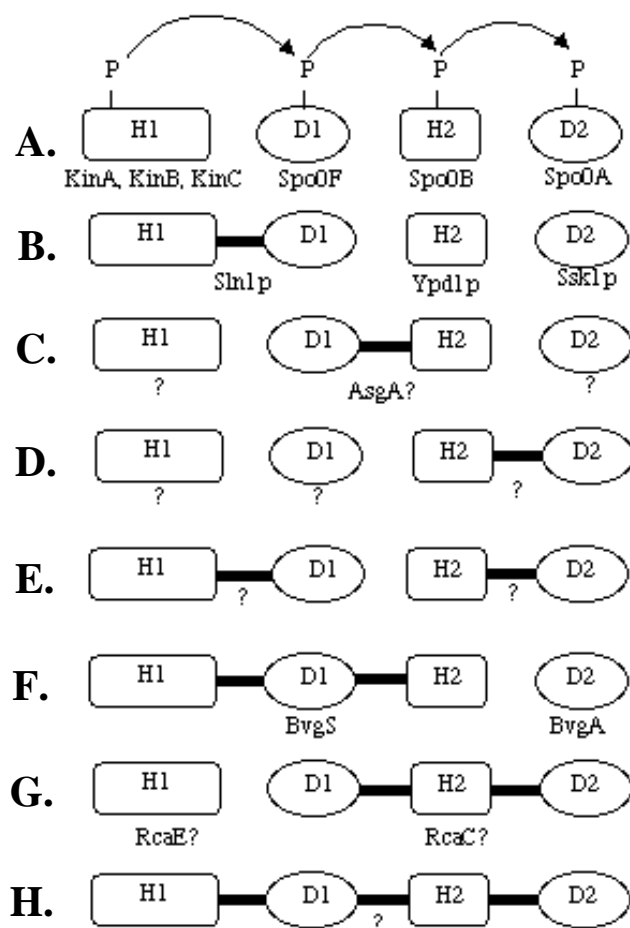 P P P P
H1 D1 H2 D2
A.
KinA, KinB, KinC Spo0F Spo0B Spo0A
H1 D1 H2 D2
B.
Sln1p Ypd1p Ssk1p
H1 D1 H2 D2
C.
? AsgA? ?
H1 D1 H2 D2
D.
? ? ?
H1 D1 H2 D2
E.
? ?
H1 D1 H2 D2
F.
BvgS BvgA
H1 D1 H2 D2
G.
RcaE? RcaC?
H1 D1 H2 D2
H.
?